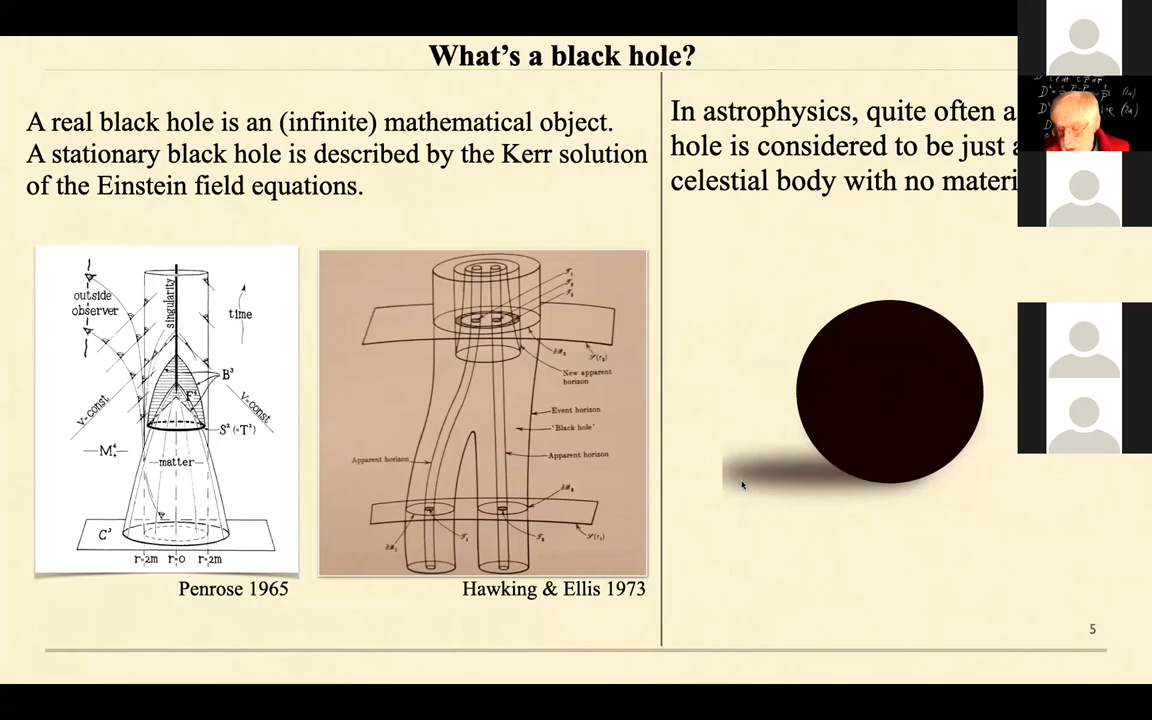 What's a black hole?
A real black hole is an (infinite) mathematical object.
A stationary black hole is described by the Kerr solution
of the Einstein field equations.
In astrophysics, quite often a
hole is considered to be just
celestial body with no
outside
observer
singularity
time
B³
F⁴
V=const
V=const
S² (=T²)
M⁴₊
matter
C³
r=2m r=0 r=2m
Penrose 1965
New apparent
horizon
Event horizon
'Black hole'
Apparent horizon
Apparent horizon
Hawking & Ellis 1973
5